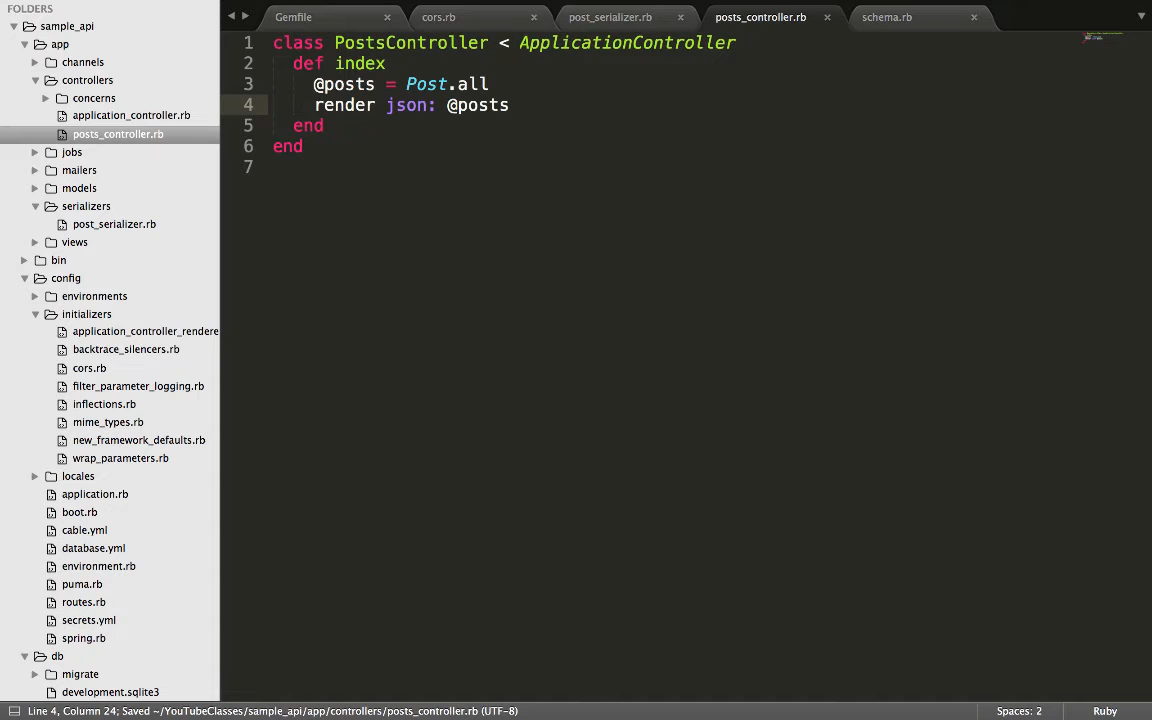 FOLDERS
sample_api
app
channels
controllers
concerns
application_controller.rb
posts_controller.rb
jobs
mailers
models
serializers
post_serializer.rb
views
bin
config
environments
initializers
application_controller_rendere
backtrace_silencers.rb
cors.rb
filter_parameter_logging.rb
inflections.rb
mime_types.rb
new_framework_defaults.rb
wrap_parameters.rb
locales
application.rb
boot.rb
cable.yml
database.yml
environment.rb
puma.rb
routes.rb
secrets.yml
spring.rb
db
migrate
development.sqlite3
Gemfile × cors.rb × post_serializer.rb × posts_controller.rb × schema.rb ×
1 class PostsController < ApplicationController
2 def index
3 @posts = Post.all
4 render json: @posts
5 end
6 end
7
Line 4, Column 24; Saved ~/YouTubeClasses/sample_api/app/controllers/posts_controller.rb (UTF-8) Spaces: 2 Ruby